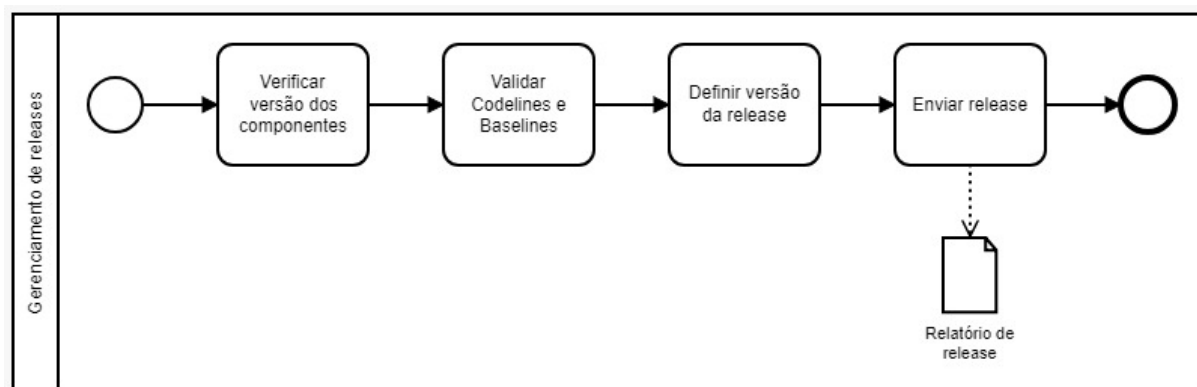 Gerenciamento de releases
Verificar
versão dos
componentes
Validar
Codelines e
Baselines
Definir versão
da release
Enviar release
Relatório de
release